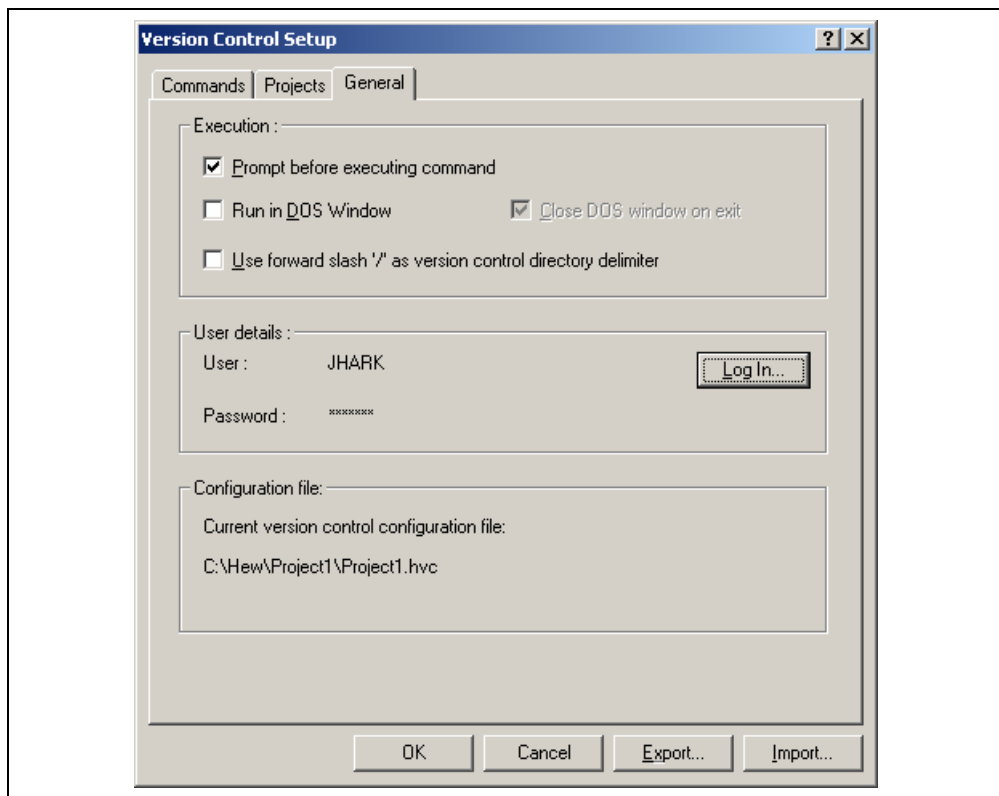 Version Control Setup
Commands Projects General
Execution :
Prompt before executing command
Run in DOS Window Close DOS window on exit
Use forward slash '/' as version control directory delimiter
User details :
User : JHARK
Log In...
Password : *******
Configuration file:
Current version control configuration file:
C:\Hew\Project1\Project1.hvc
OK Cancel Export... Import...